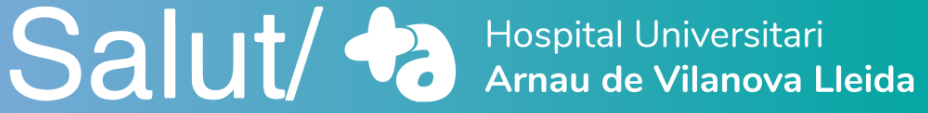 Salut/
Hospital Universitari
Arnau de Vilanova Lleida